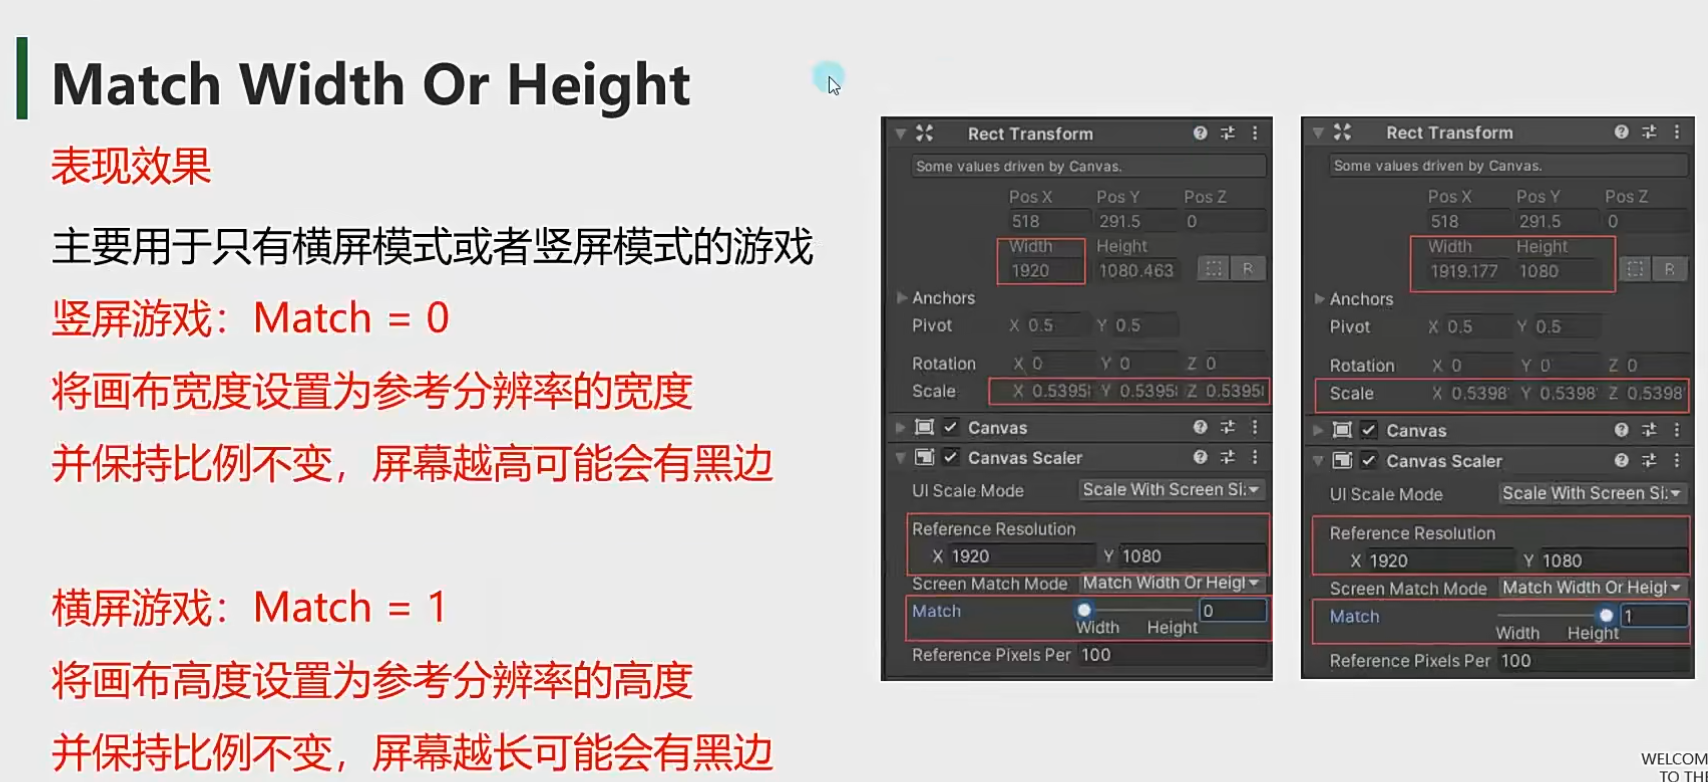 Match Width Or Height
表现效果
主要用于只有横屏模式或者竖屏模式的游戏
竖屏游戏：Match = 0
将画布宽度设置为参考分辨率的宽度
并保持比例不变，屏幕越高可能会有黑边
横屏游戏：Match = 1
将画布高度设置为参考分辨率的高度
并保持比例不变，屏幕越长可能会有黑边
Rect Transform
Some values driven by Canvas.
Pos X Pos Y Pos Z
518 291.5 0
Width Height
1920 1080.463 R
Anchors
Pivot X 0.5 Y 0.5
Rotation X 0 Y 0 Z 0
Scale X 0.5395 Y 0.5395 Z 0.5395
Canvas
Canvas Scaler
UI Scale Mode Scale With Screen Si
Reference Resolution
X 1920 Y 1080
Screen Match Mode Match Width Or Heigl
Match 0
Width Height
Reference Pixels Per 100
Rect Transform
Some values driven by Canvas.
Pos X Pos Y Pos Z
518 291.5 0
Width Height
1919.177 1080 R
Anchors
Pivot X 0.5 Y 0.5
Rotation X 0 Y 0 Z 0
Scale X 0.5398 Y 0.5398 Z 0.5398
Canvas
Canvas Scaler
UI Scale Mode Scale With Screen Si
Reference Resolution
X 1920 Y 1080
Screen Match Mode Match Width Or Heigl
Match 1
Width Height
Reference Pixels Per 100
WELCOM
TO TH